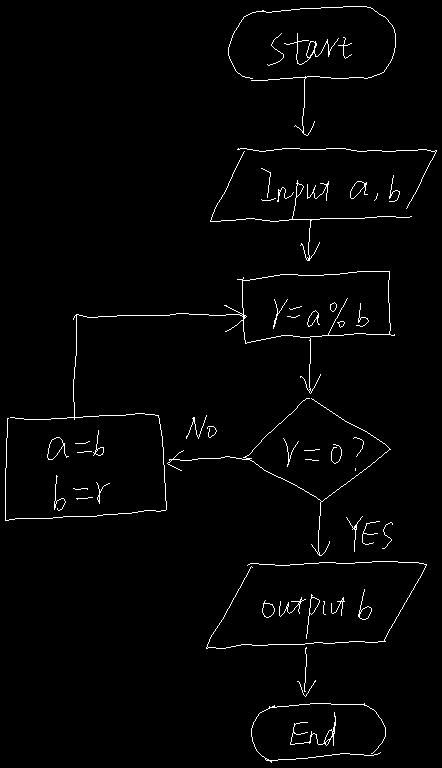 Start
Input a, b
r=a%b
r=0?
No
a=b
b=r
YES
output b
End